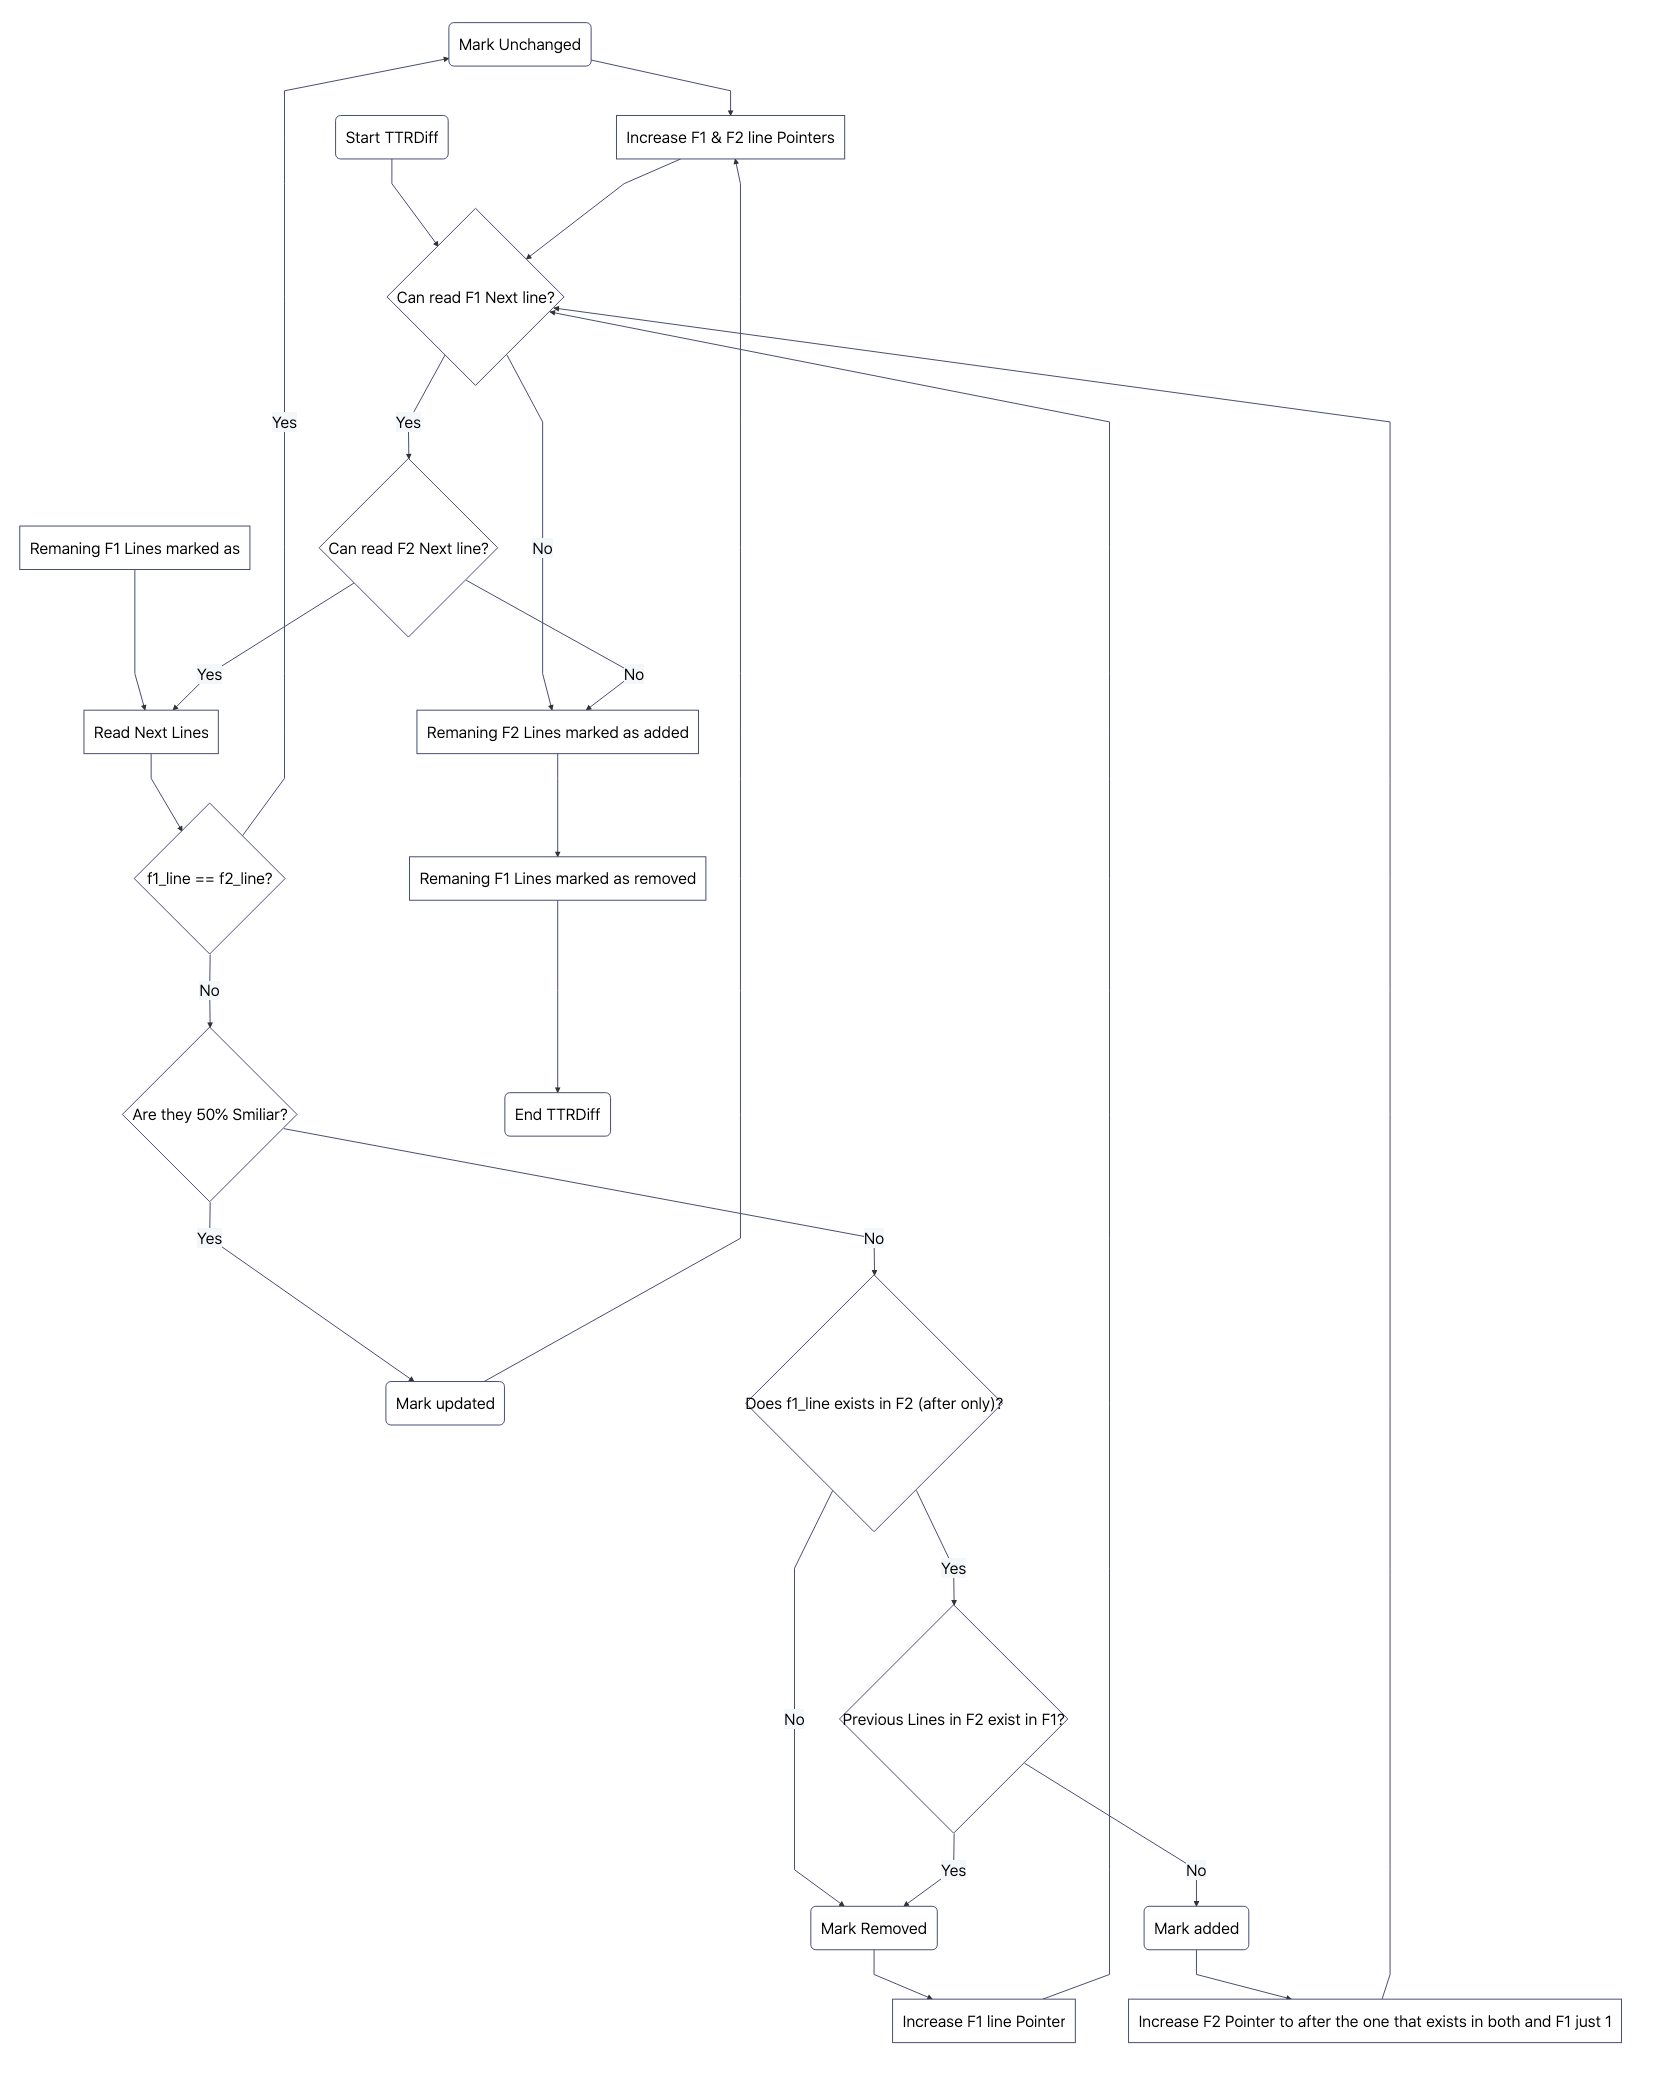 Mark Unchanged
Start TTRDiff
Increase F1 & F2 line Pointers
Can read F1 Next line?
Yes
Yes
Remaning F1 Lines marked as
Can read F2 Next line?
No
Yes
No
Read Next Lines
Remaning F2 Lines marked as added
f1_line == f2_line?
Remaning F1 Lines marked as removed
No
Are they 50% Smiliar?
End TTRDiff
Yes
No
Mark updated
Does f1_line exists in F2 (after only)?
Yes
No
Previous Lines in F2 exist in F1?
Yes
No
Mark Removed
Mark added
Increase F1 line Pointer
Increase F2 Pointer to after the one that exists in both and F1 just 1